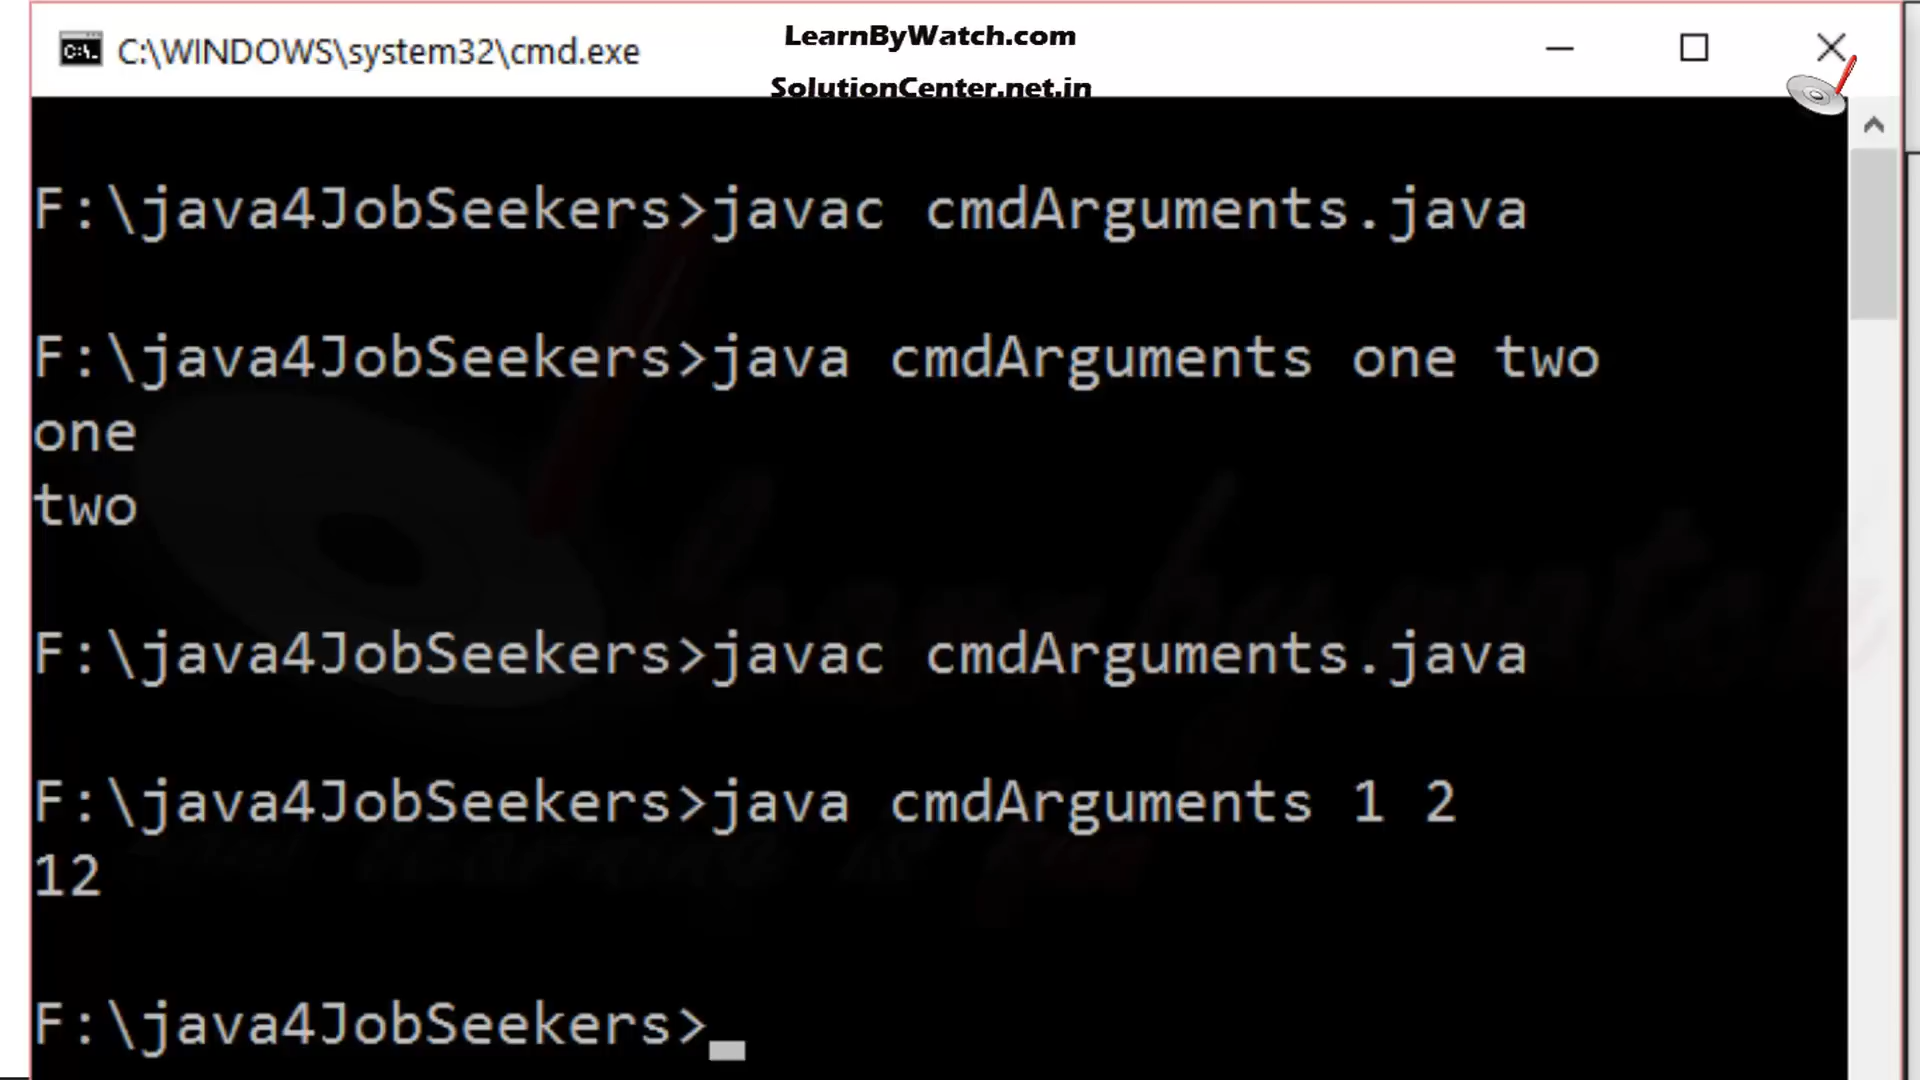 LearnByWatch.com
C:\WINDOWS\system32\cmd.exe
SolutionCenter.net.in
F:\java4JobSeekers>javac cmdArguments.java
F:\java4JobSeekers>java cmdArguments one two
one
two
F:\java4JobSeekers>javac cmdArguments.java
F:\java4JobSeekers>java cmdArguments 1 2
12
F:\java4JobSeekers>